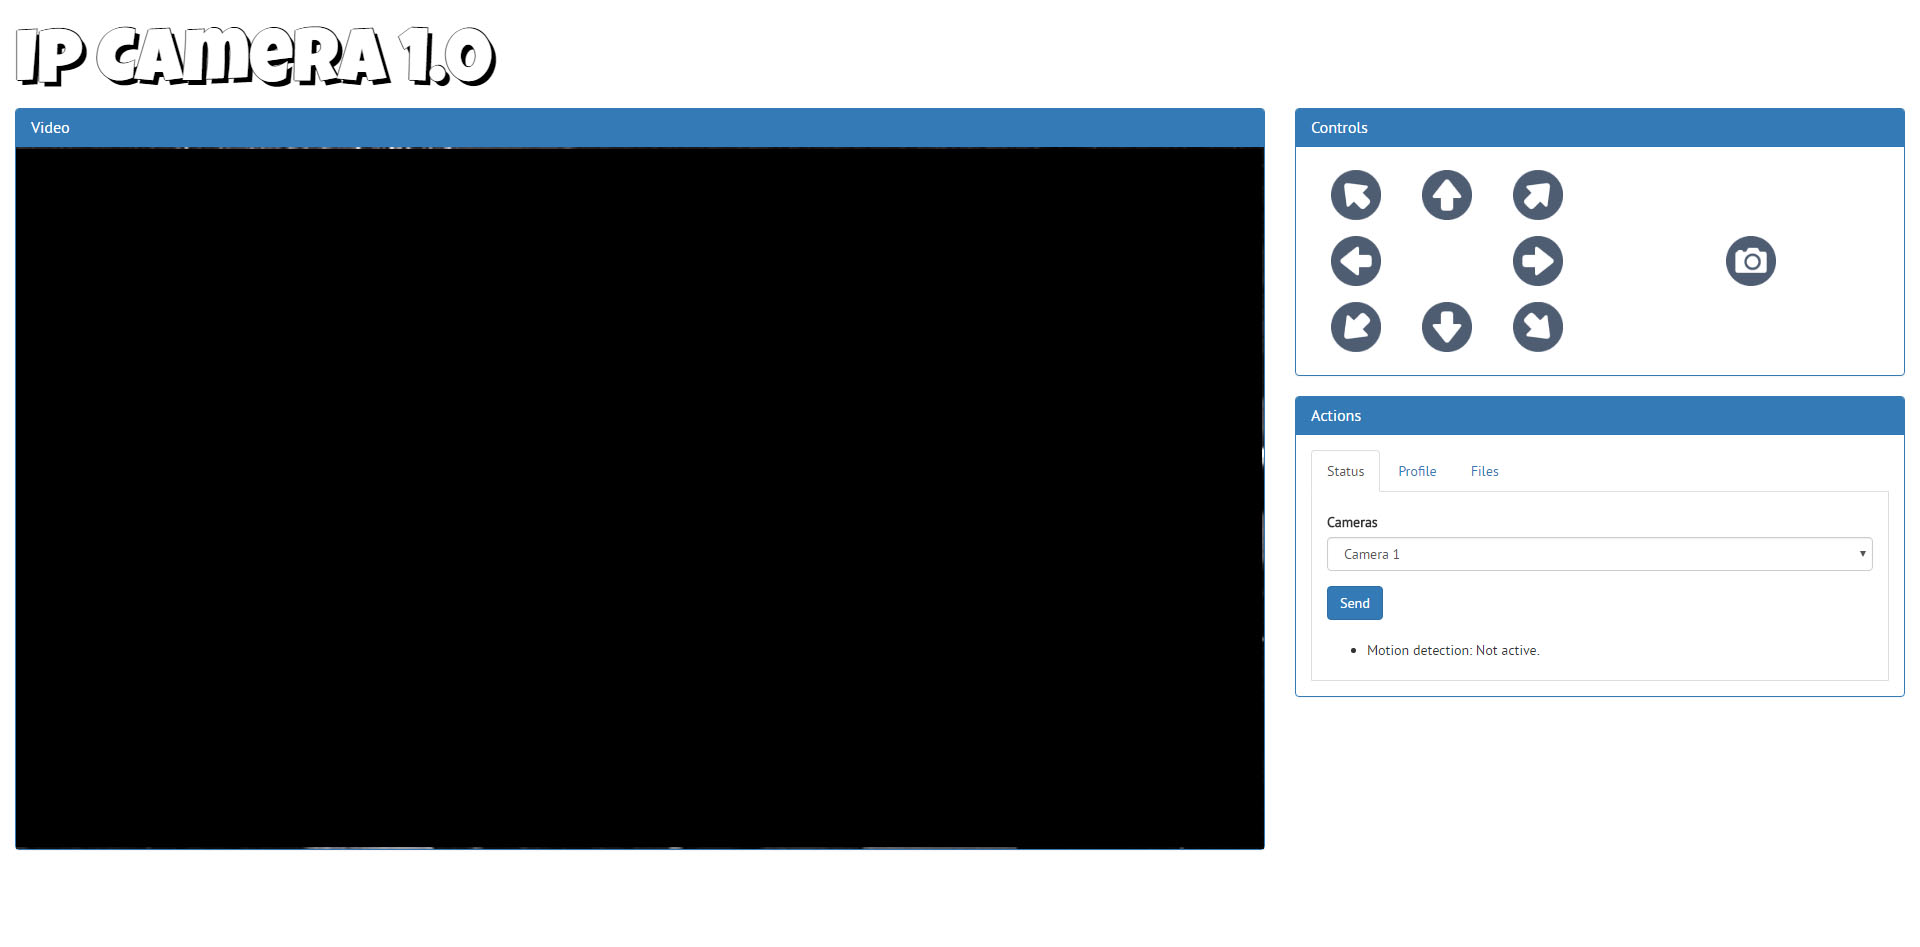 IP Camera 1.0
Video
Controls
Actions
Status Profile Files
Cameras
Camera 1
Send
Motion detection: Not active.